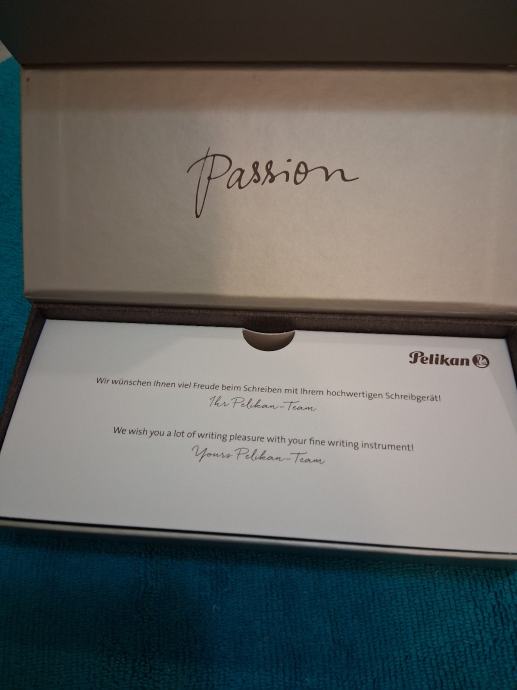 Passion
Pelikan
Wir wünschen Ihnen viel Freude beim Schreiben mit Ihrem hochwertigen Schreibgerät!
Ihr Pelikan-Team
We wish you a lot of writing pleasure with your fine writing instrument!
Yours Pelikan-Team